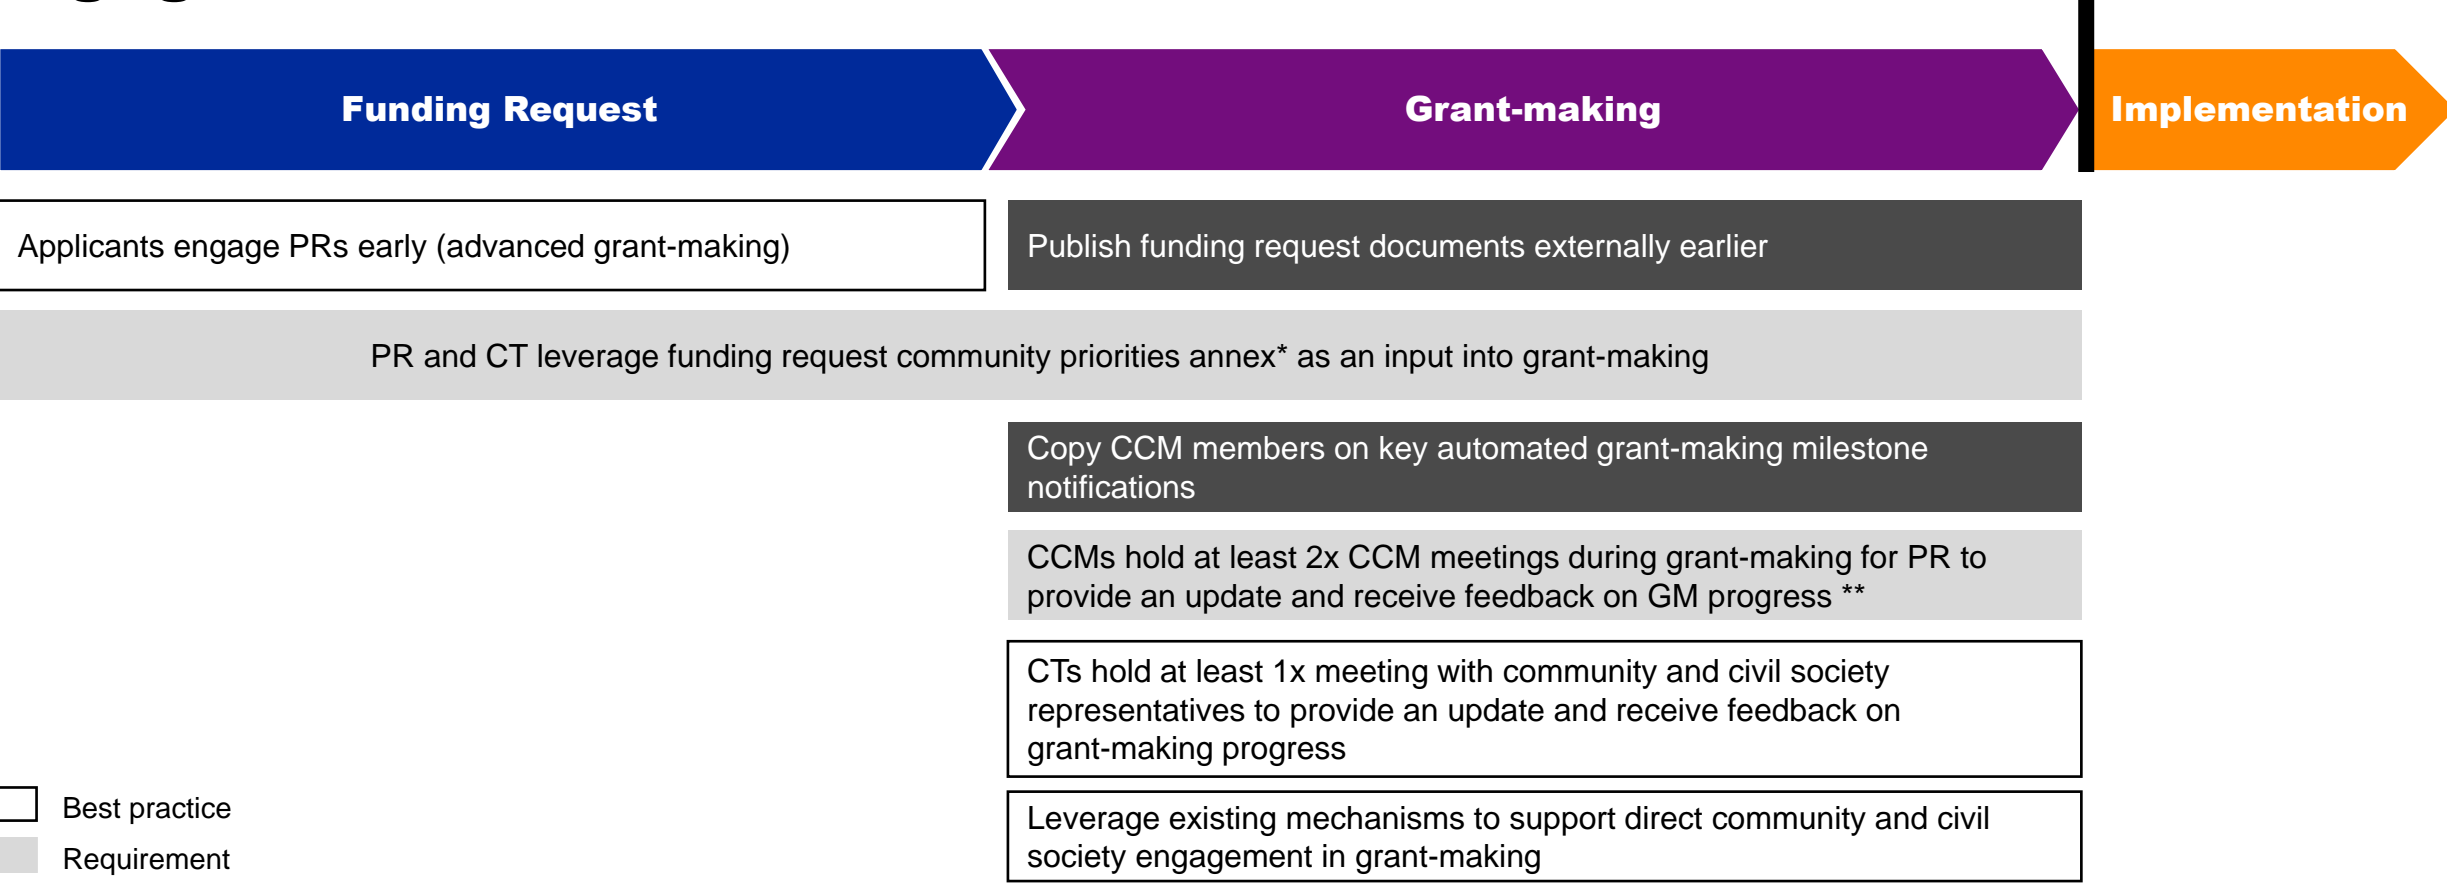 Funding Request
Grant-making
Implementation
Applicants engage PRs early (advanced grant-making)
Publish funding request documents externally earlier
PR and CT leverage funding request community priorities annex* as an input into grant-making
Copy CCM members on key automated grant-making milestone
notifications
CCMs hold at least 2x CCM meetings during grant-making for PR to
provide an update and receive feedback on GM progress **
CTs hold at least 1x meeting with community and civil society
representatives to provide an update and receive feedback on
grant-making progress
Leverage existing mechanisms to support direct community and civil
society engagement in grant-making
Best practice
Requirement